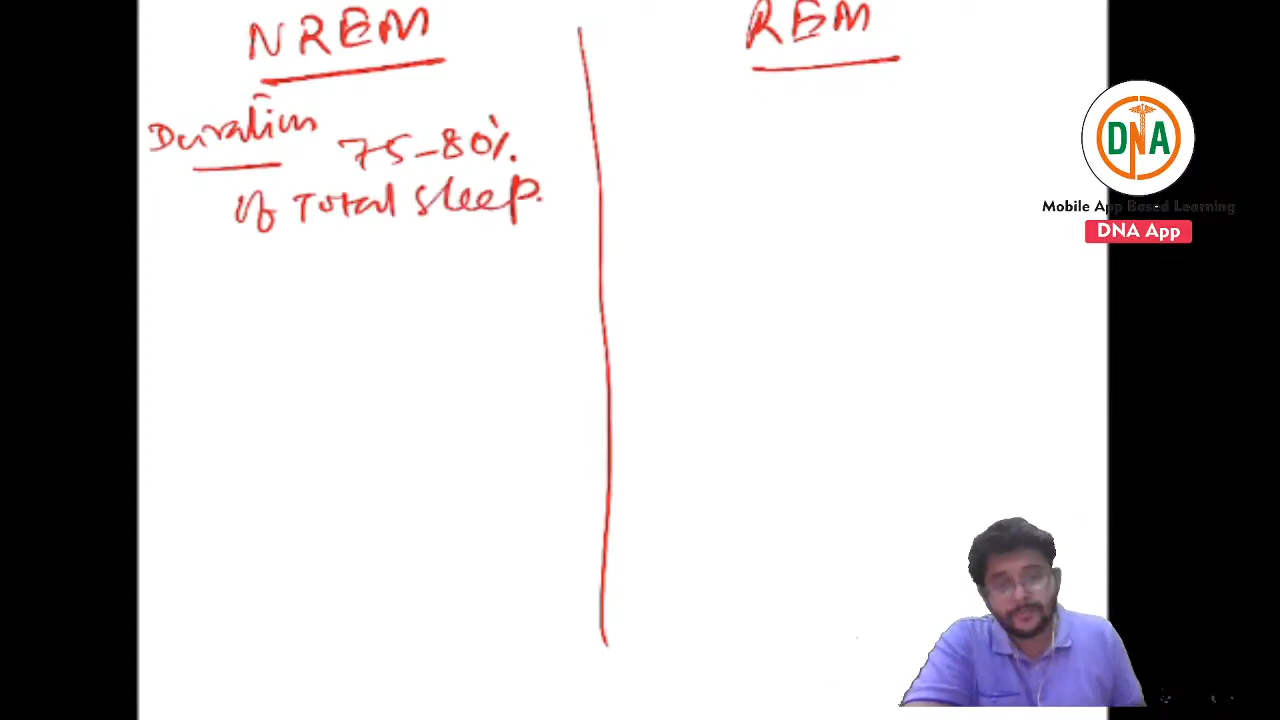 NREM
REM
Duration
75-80%
of Total sleep.
DNA
Mobile App Based Learning
DNA App